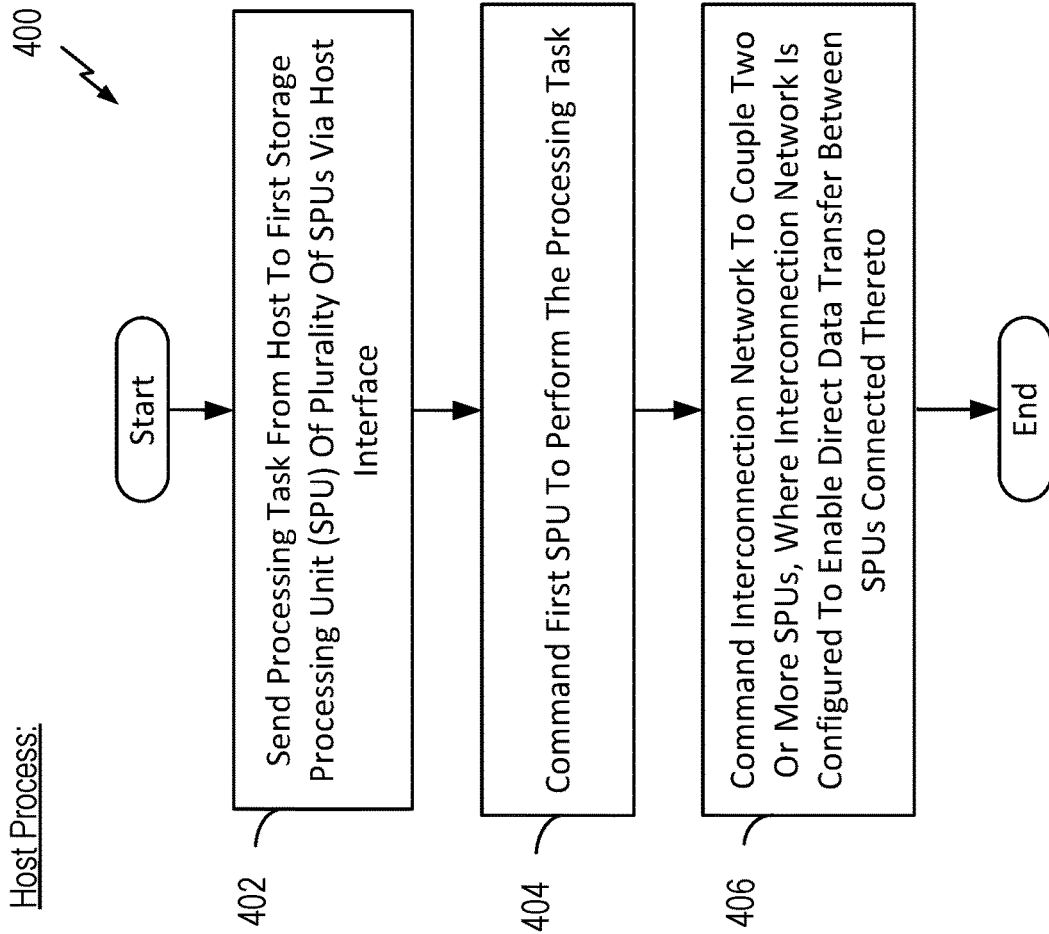 Host Process:
400
Start
402
Send Processing Task From Host To First Storage
Processing Unit (SPU) Of Plurality Of SPUs Via Host
Interface
404
Command First SPU To Perform The Processing Task
406
Command Interconnection Network To Couple Two
Or More SPUs, Where Interconnection Network Is
Configured To Enable Direct Data Transfer Between
SPUs Connected Thereto
End